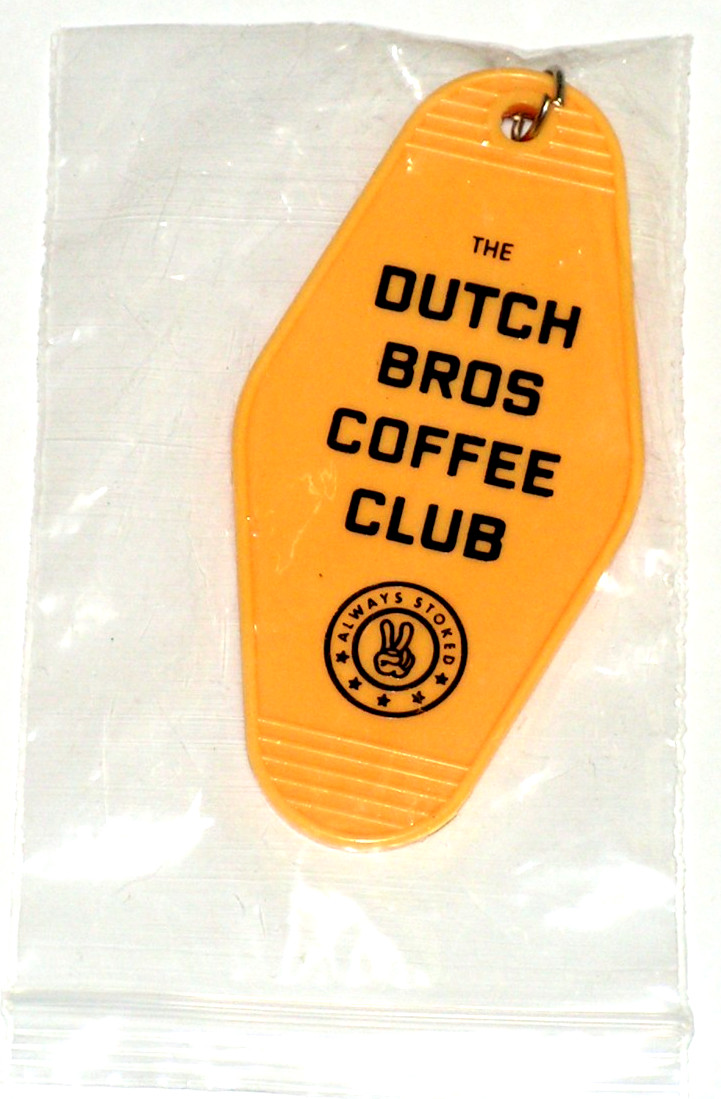 THE
DUTCH
BROS
COFFEE
CLUB
ALWAYS STOKED